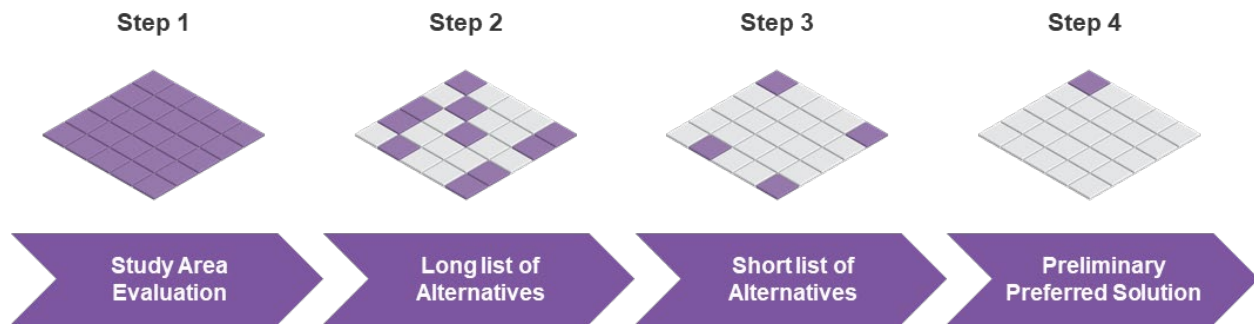 Step 1
Step 2
Step 3
Step 4
Study Area
Evaluation
Long list of
Alternatives
Short list of
Alternatives
Preliminary
Preferred Solution